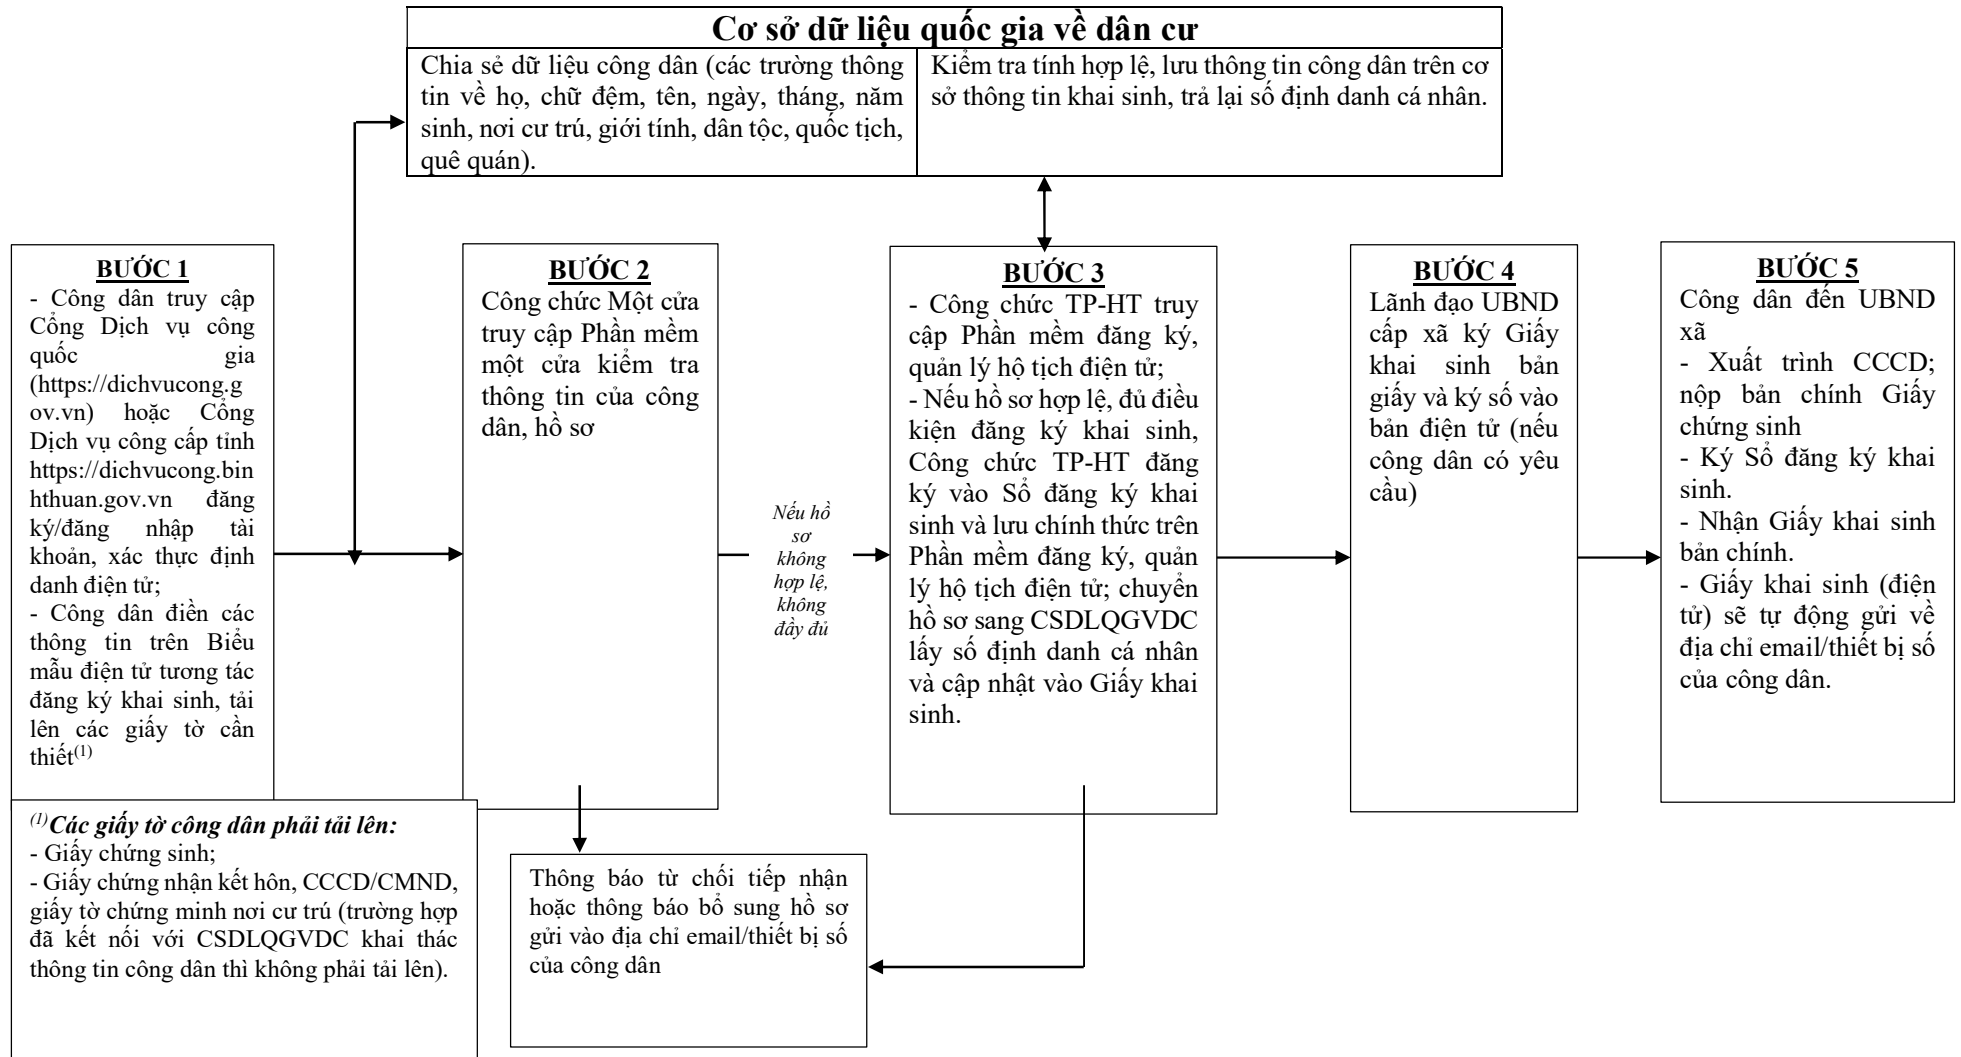 Cơ sở dữ liệu quốc gia về dân cư
Chia sẻ dữ liệu công dân (các trường thông
tin về họ, chữ đệm, tên, ngày, tháng, năm
sinh, nơi cư trú, giới tính, dân tộc, quốc tịch,
quê quán).
Kiểm tra tính hợp lệ, lưu thông tin công dân trên cơ
sở thông tin khai sinh, trả lại số định danh cá nhân.
BƯỚC 1
- Công dân truy cập
Cổng Dịch vụ công
quốc gia
(https://dichvucong.g
ov.vn) hoặc Cổng
Dịch vụ công cấp tỉnh
https://dichvucong.bin
hthuan.gov.vn đăng
ký/đăng nhập tài
khoản, xác thực định
danh điện tử;
- Công dân điền các
thông tin trên Biểu
mẫu điện tử tương tác
đăng ký khai sinh, tải
lên các giấy tờ cần
thiết(1)
(1)Các giấy tờ công dân phải tải lên:
- Giấy chứng sinh;
- Giấy chứng nhận kết hôn, CCCD/CMND,
giấy tờ chứng minh nơi cư trú (trường hợp
đã kết nối với CSDLQGVDC khai thác
thông tin công dân thì không phải tải lên).
BƯỚC 2
Công chức Một cửa
truy cập Phần mềm
một cửa kiểm tra
thông tin của công
dân, hồ sơ
Nếu hồ
sơ
không
hợp lệ,
không
đầy đủ
Thông báo từ chối tiếp nhận
hoặc thông báo bổ sung hồ sơ
gửi vào địa chỉ email/thiết bị số
của công dân
BƯỚC 3
- Công chức TP-HT truy
cập Phần mềm đăng ký,
quản lý hộ tịch điện tử;
- Nếu hồ sơ hợp lệ, đủ điều
kiện đăng ký khai sinh,
Công chức TP-HT đăng
ký vào Sổ đăng ký khai
sinh và lưu chính thức trên
Phần mềm đăng ký, quản
lý hộ tịch điện tử; chuyển
hồ sơ sang CSDLQGVDC
lấy số định danh cá nhân
và cập nhật vào Giấy khai
sinh.
BƯỚC 4
Lãnh đạo UBND
cấp xã ký Giấy
khai sinh bản
giấy và ký số vào
bản điện tử (nếu
công dân có yêu
cầu)
BƯỚC 5
Công dân đến UBND
xã
- Xuất trình CCCD;
nộp bản chính Giấy
chứng sinh
- Ký Sổ đăng ký khai
sinh.
- Nhận Giấy khai sinh
bản chính.
- Giấy khai sinh (điện
tử) sẽ tự động gửi về
địa chỉ email/thiết bị số
của công dân.